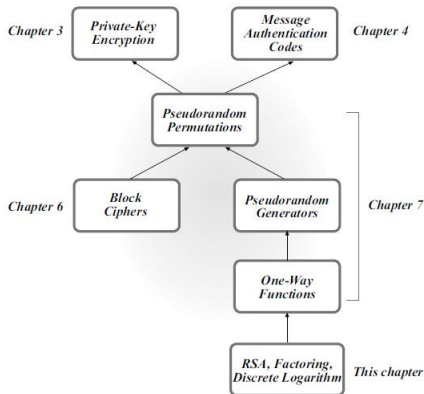 Chapter 3
Private-Key
Encryption
Message
Authentication
Codes
Chapter 4
Pseudorandom
Permutations
Chapter 6
Block
Ciphers
Pseudorandom
Generators
Chapter 7
One-Way
Functions
RSA, Factoring,
Discrete Logarithm
This chapter